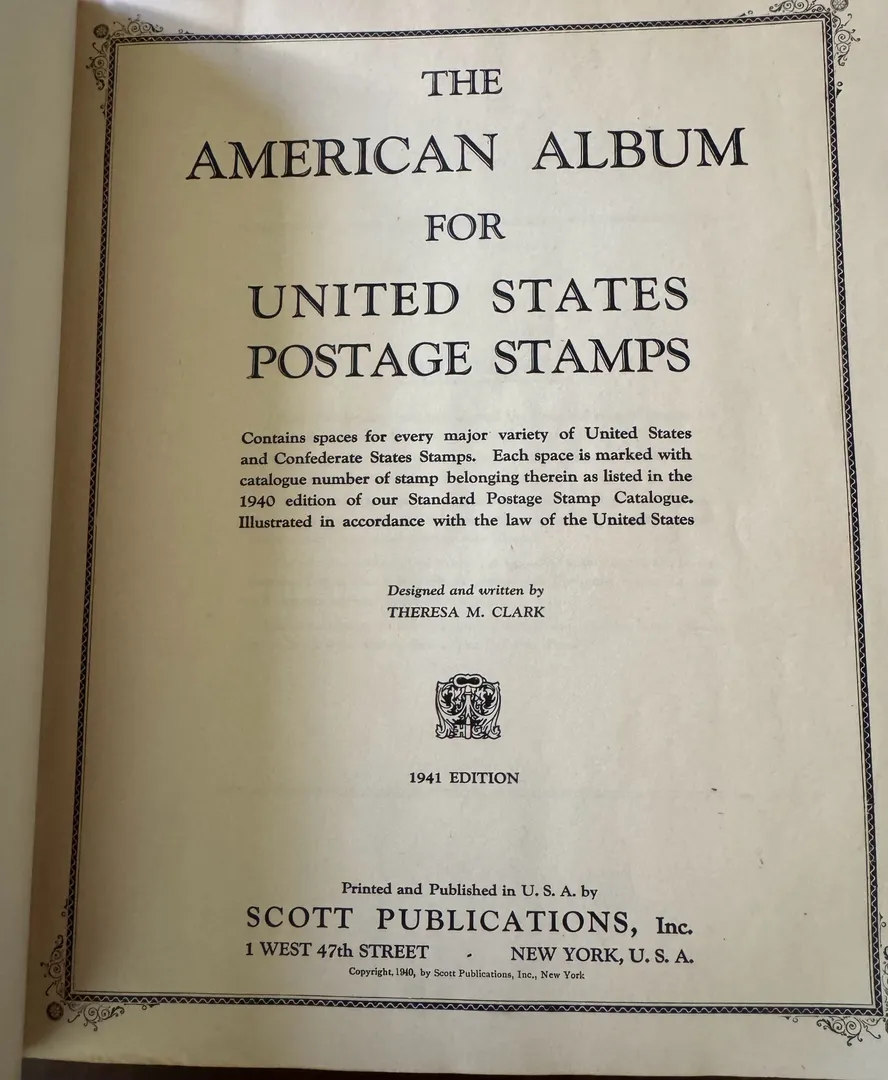 THE
AMERICAN ALBUM
FOR
UNITED STATES
POSTAGE STAMPS
Contains spaces for every major variety of United States
and Confederate States Stamps. Each space is marked with
catalogue number of stamp belonging therein as listed in the
1940 edition of our Standard Postage Stamp Catalogue.
Illustrated in accordance with the law of the United States
Designed and written by
THERESA M. CLARK
1941 EDITION
Printed and Published in U. S. A. by
SCOTT PUBLICATIONS, Inc.
1 WEST 47th STREET - NEW YORK, U. S. A.
Copyright, 1940, by Scott Publications, Inc., New York